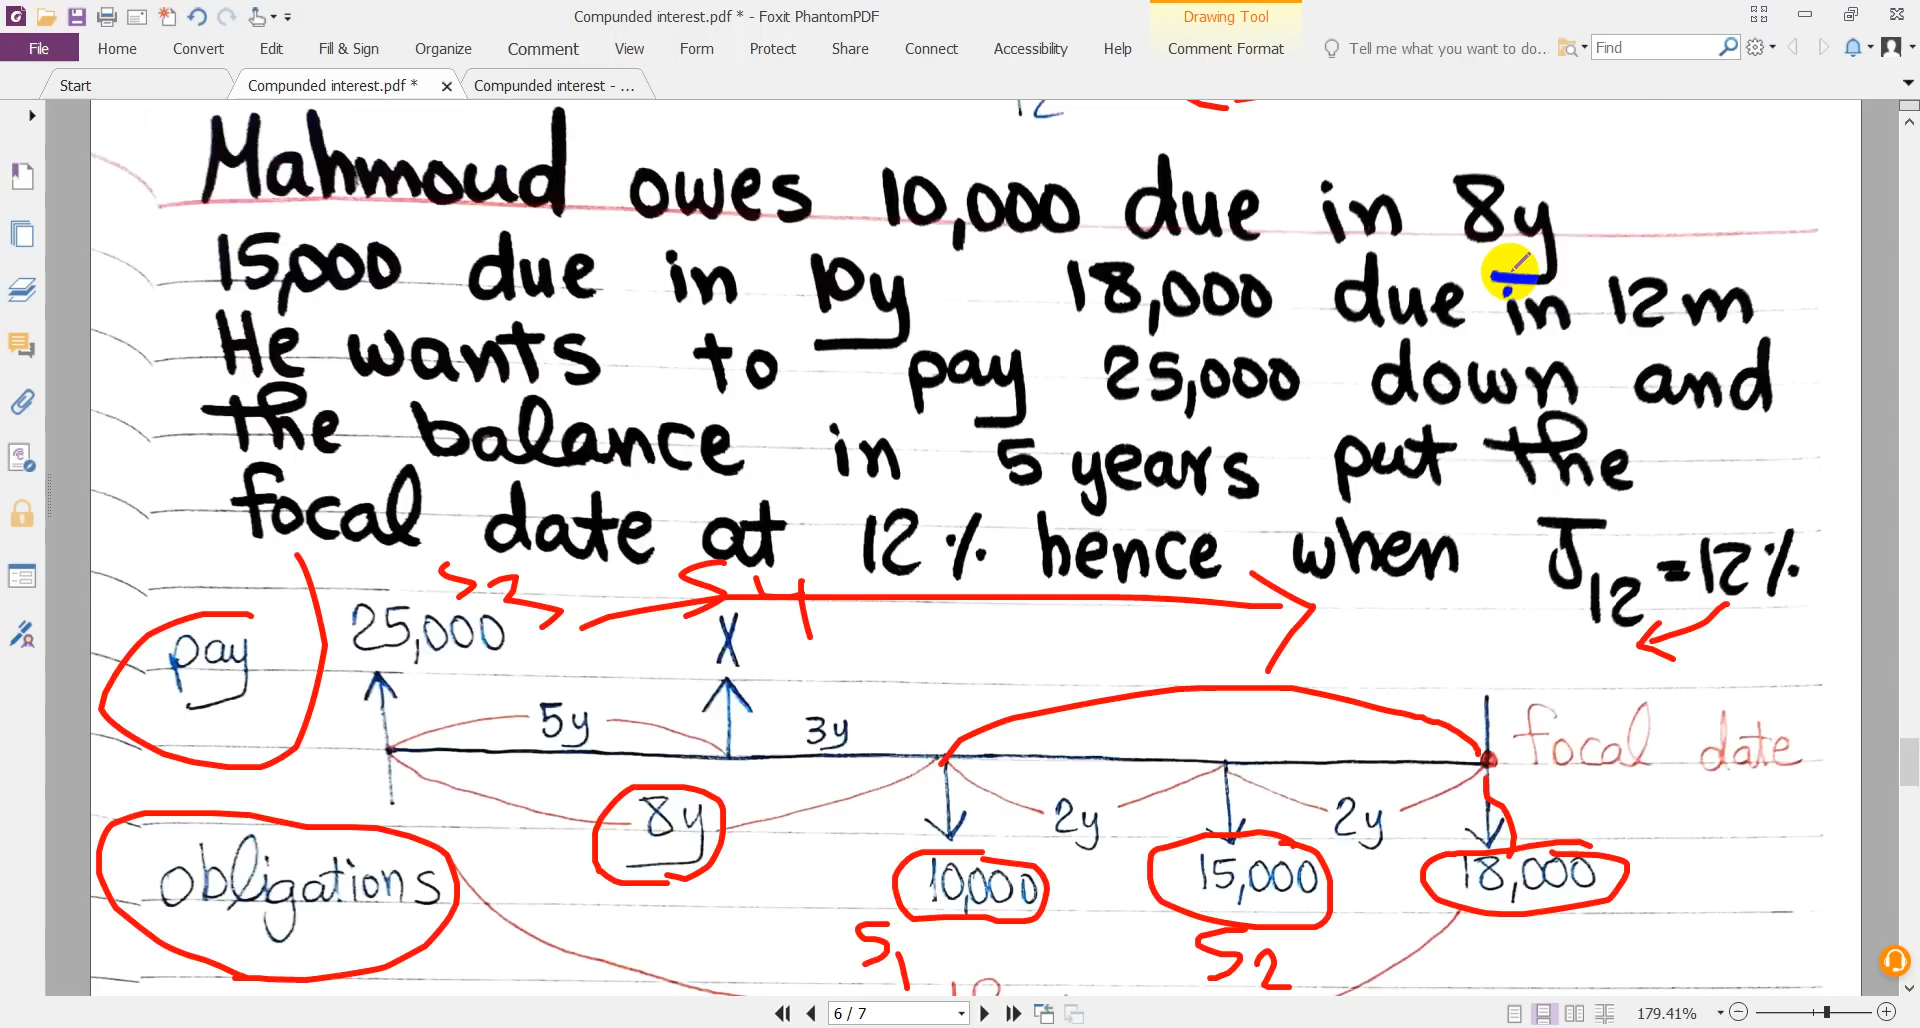 Compunded interest.pdf * - Foxit PhantomPDF
Drawing Tool
File Home Convert Edit Fill & Sign Organize Comment View Form Protect Share Connect Accessibility Help Comment Format Tell me what you want to do... Find
Start Compunded interest.pdf * Compunded interest - ...
12
Mahmoud owes 10,000 due in 8y
15,000 due in 10y 18,000 due in 12m
He wants to pay 25,000 down and
the balance in 5 years put the
focal date at 12% hence when J12 = 12%
S2 S1
pay 25,000 X
5y 3y focal date
8y 2y 2y
obligations 10,000 15,000 18,000
S1 S2
6 / 7 179.41%